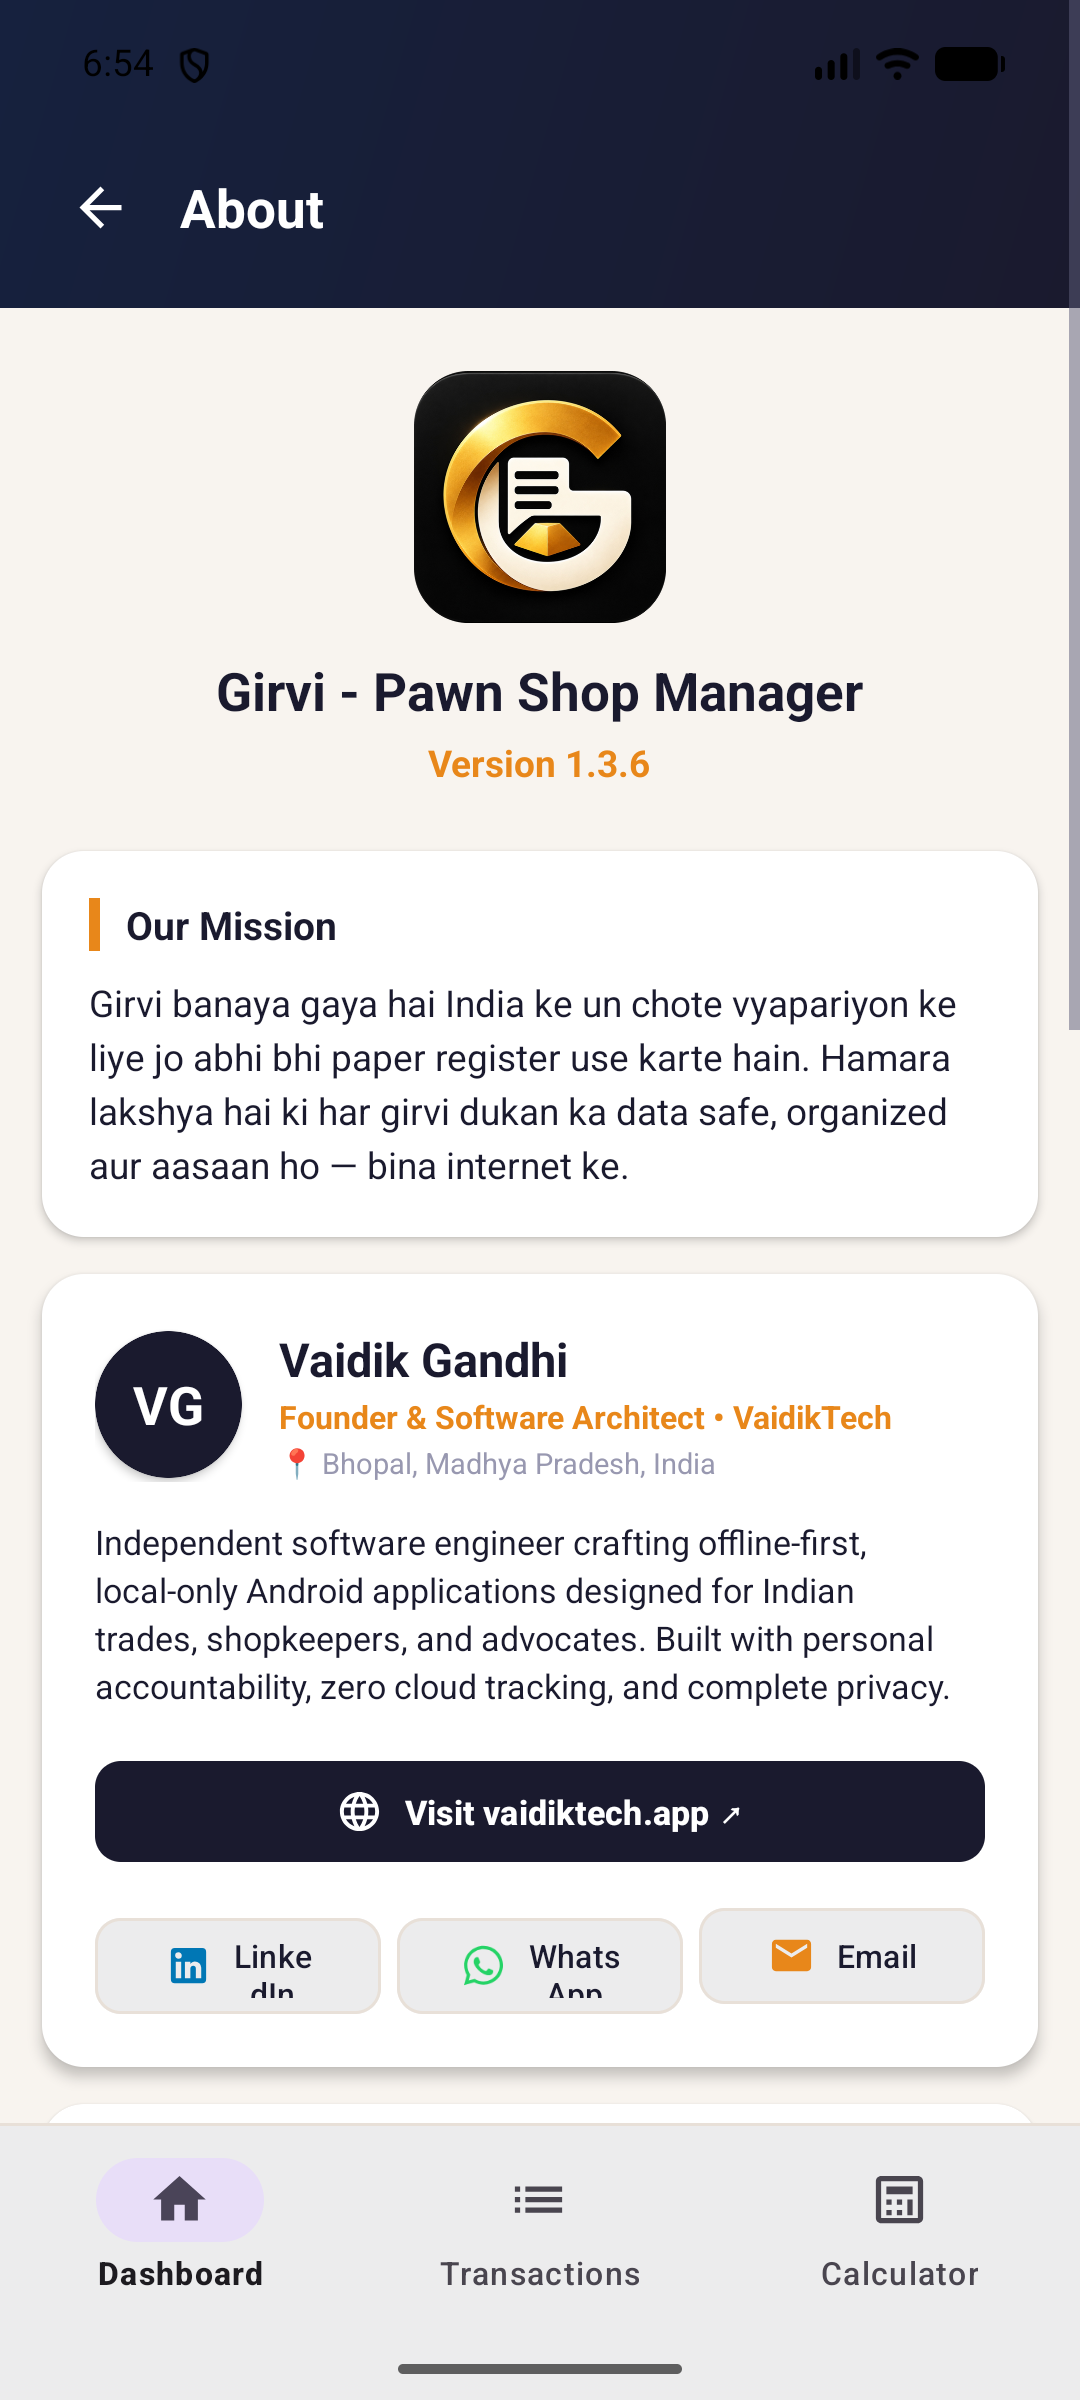 6:54
About
Girvi - Pawn Shop Manager
Version 1.3.6
Our Mission
Girvi banaya gaya hai India ke un chote vyapariyon ke
liye jo abhi bhi paper register use karte hain. Hamara
lakshya hai ki har girvi dukan ka data safe, organized
aur aasaan ho — bina internet ke.
VG
Vaidik Gandhi
Founder & Software Architect • VaidikTech
📍 Bhopal, Madhya Pradesh, India
Independent software engineer crafting offline-first,
local-only Android applications designed for Indian
trades, shopkeepers, and advocates. Built with personal
accountability, zero cloud tracking, and complete privacy.
Visit vaidiktech.app ↗
Linke
dIn
Whats
App
Email
Dashboard
Transactions
Calculator